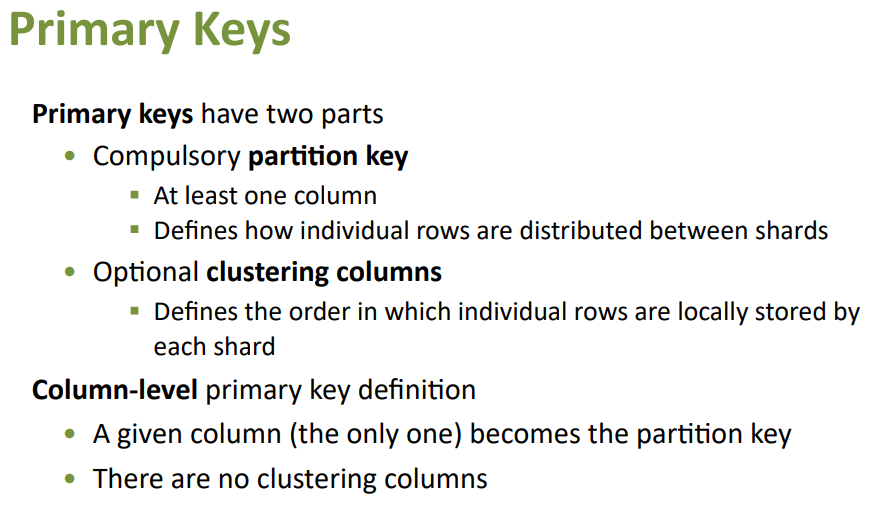 Primary Keys
Primary keys have two parts
• Compulsory partition key
▪ At least one column
▪ Defines how individual rows are distributed between shards
• Optional clustering columns
▪ Defines the order in which individual rows are locally stored by
each shard
Column-level primary key definition
• A given column (the only one) becomes the partition key
• There are no clustering columns